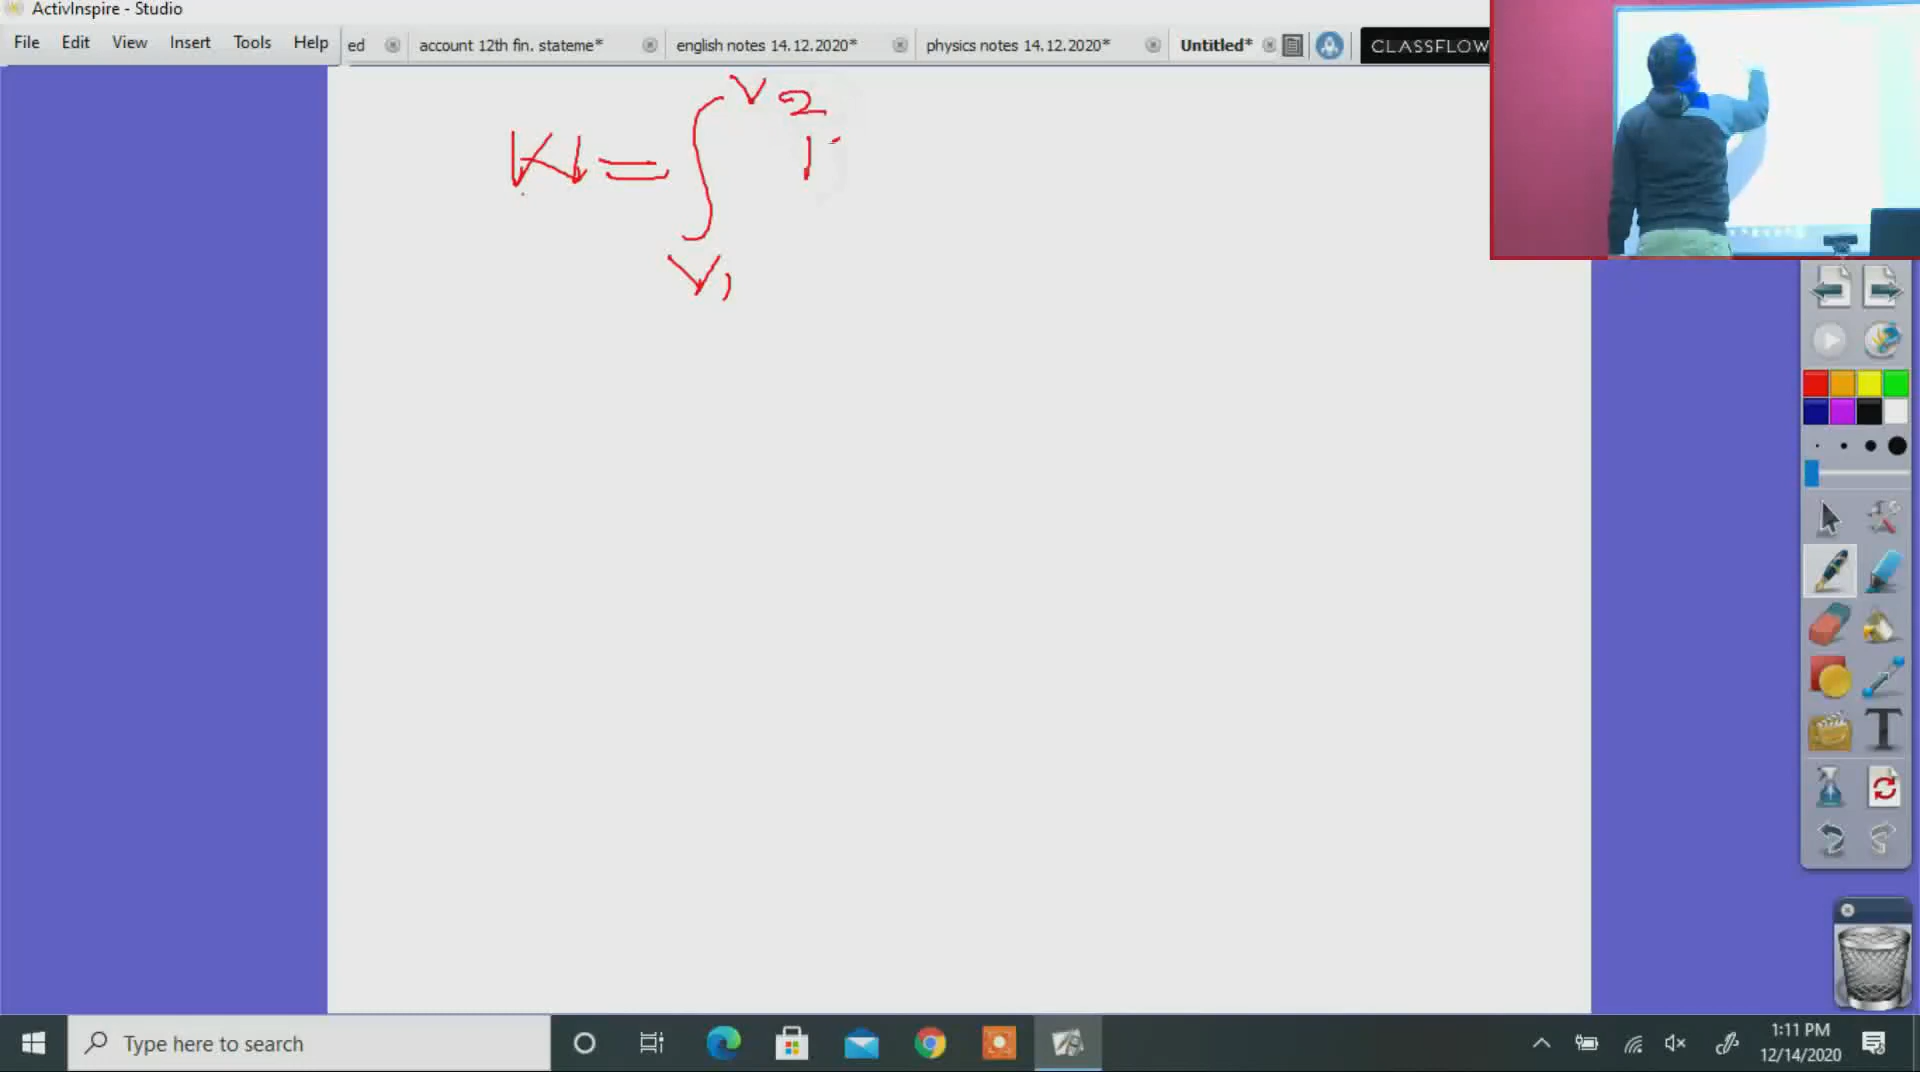 ActivInspire - Studio
File Edit View Insert Tools Help ed account 12th fin. stateme* english notes 14.12.2020* physics notes 14.12.2020* Untitled* CLASSFLOW
V2
=∫
V1
T
Type here to search
1:11 PM
12/14/2020